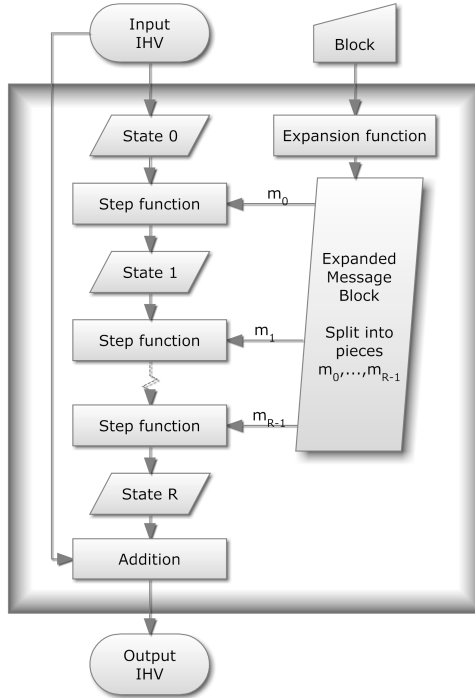 Input
IHV
Block
State 0
Expansion function
Step function
m0
State 1
Expanded
Message
Block
Split into
pieces
m0,...,mR-1
Step function
m1
Step function
mR-1
State R
Addition
Output
IHV